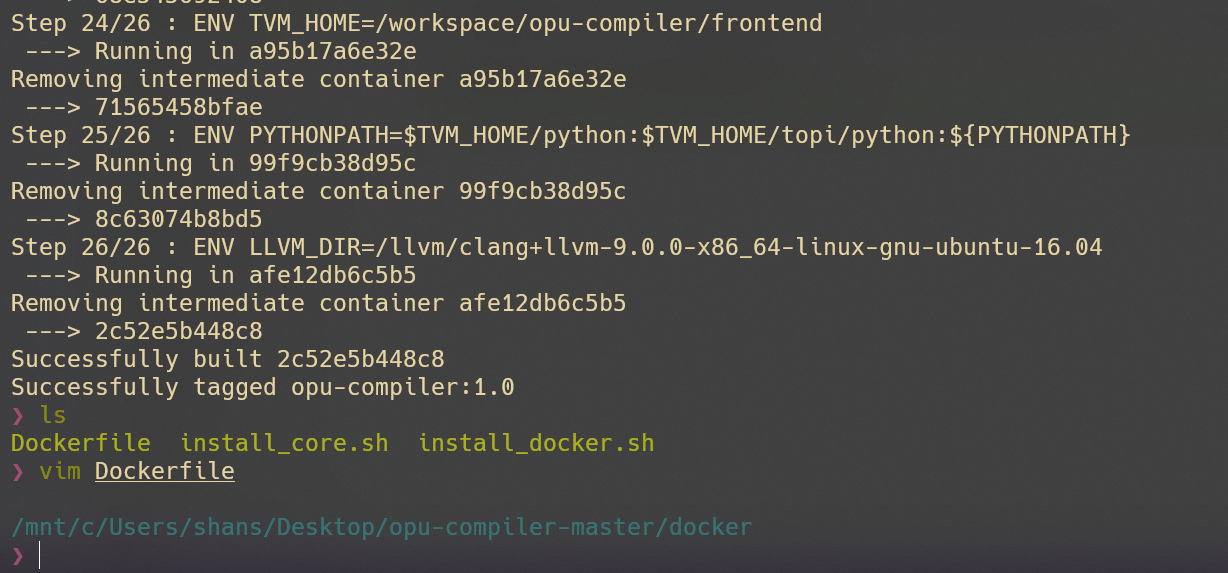 Step 24/26 : ENV TVM_HOME=/workspace/opu-compiler/frontend
 ---> Running in a95b17a6e32e
Removing intermediate container a95b17a6e32e
 ---> 71565458bfae
Step 25/26 : ENV PYTHONPATH=$TVM_HOME/python:$TVM_HOME/topi/python:${PYTHONPATH}
 ---> Running in 99f9cb38d95c
Removing intermediate container 99f9cb38d95c
 ---> 8c63074b8bd5
Step 26/26 : ENV LLVM_DIR=/llvm/clang+llvm-9.0.0-x86_64-linux-gnu-ubuntu-16.04
 ---> Running in afe12db6c5b5
Removing intermediate container afe12db6c5b5
 ---> 2c52e5b448c8
Successfully built 2c52e5b448c8
Successfully tagged opu-compiler:1.0
❯ ls
Dockerfile  install_core.sh  install_docker.sh
❯ vim Dockerfile
/mnt/c/Users/shans/Desktop/opu-compiler-master/docker
❯